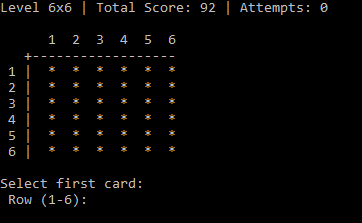 Level 6x6 | Total Score: 92 | Attempts: 0
     1  2  3  4  5  6
   +------------------
 1 |  *  *  *  *  *  *
 2 |  *  *  *  *  *  *
 3 |  *  *  *  *  *  *
 4 |  *  *  *  *  *  *
 5 |  *  *  *  *  *  *
 6 |  *  *  *  *  *  *
Select first card:
 Row (1-6):